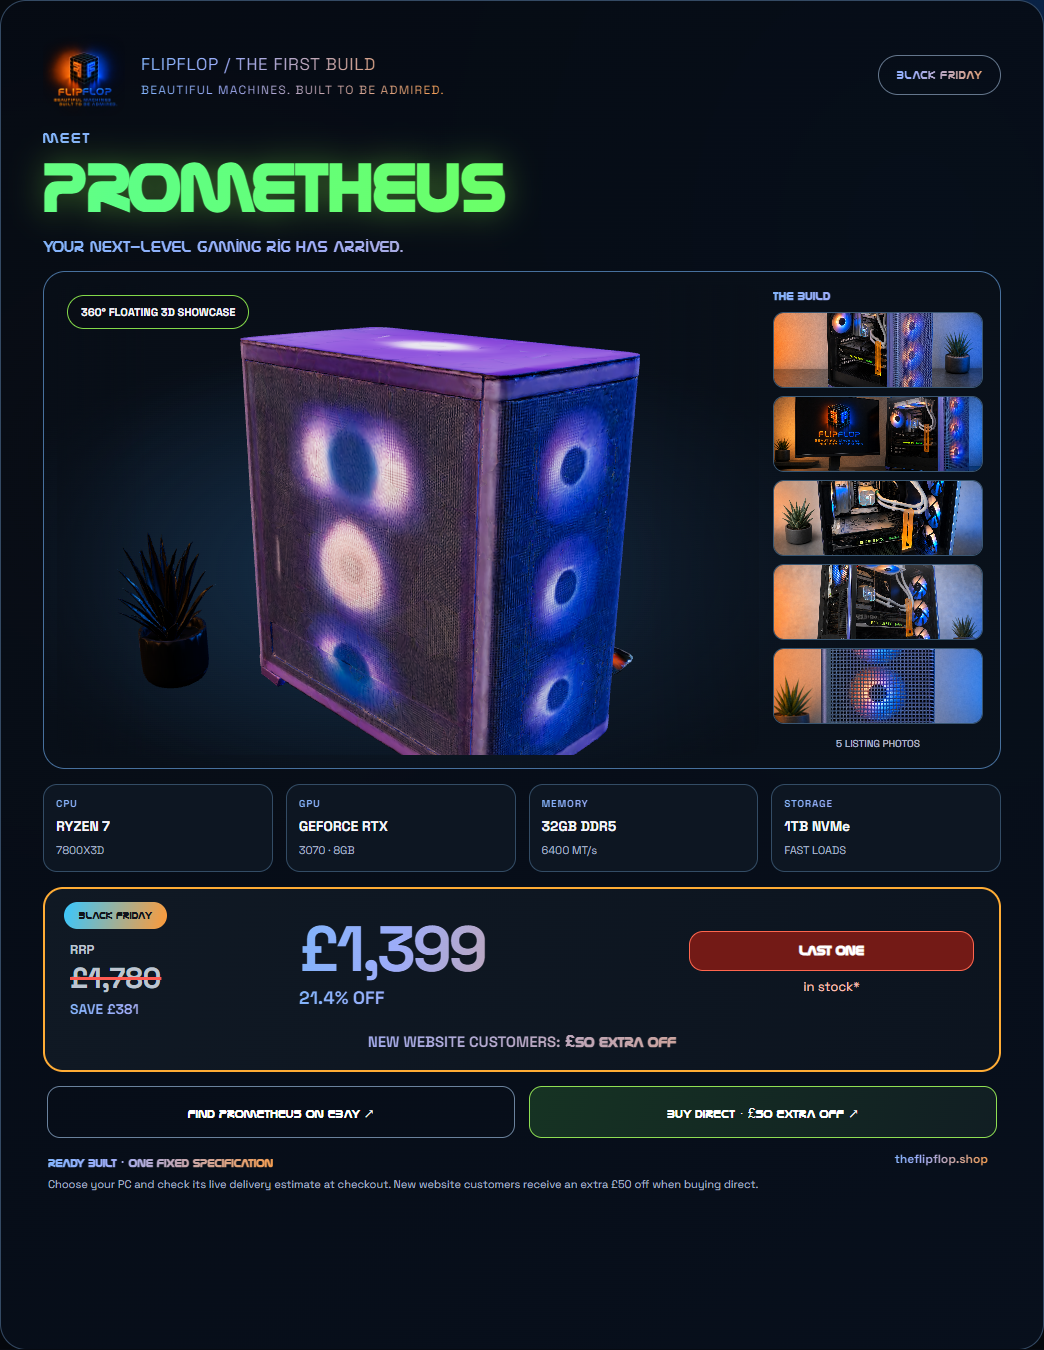 FLIPFLOP
FLIPFLOP / THE FIRST BUILD
BEAUTIFUL MACHINES. BUILT TO BE ADMIRED.
BLACK FRIDAY
MEET
PROMETHEUS
YOUR NEXT-LEVEL GAMING RIG HAS ARRIVED.
360° FLOATING 3D SHOWCASE
THE BUILD
FLIPFLOP
5 LISTING PHOTOS
CPU
RYZEN 7
7800X3D
GPU
GEFORCE RTX
3070 · 8GB
MEMORY
32GB DDR5
6400 MT/s
STORAGE
1TB NVMe
FAST LOADS
BLACK FRIDAY
RRP
£1,780
SAVE £381
£1,399
21.4% OFF
LAST ONE
in stock*
NEW WEBSITE CUSTOMERS: £50 EXTRA OFF
FIND PROMETHEUS ON EBAY ↗
BUY DIRECT · £50 EXTRA OFF ↗
READY BUILT · ONE FIXED SPECIFICATION
theflipflop.shop
Choose your PC and check its live delivery estimate at checkout. New website customers receive an extra £50 off when buying direct.